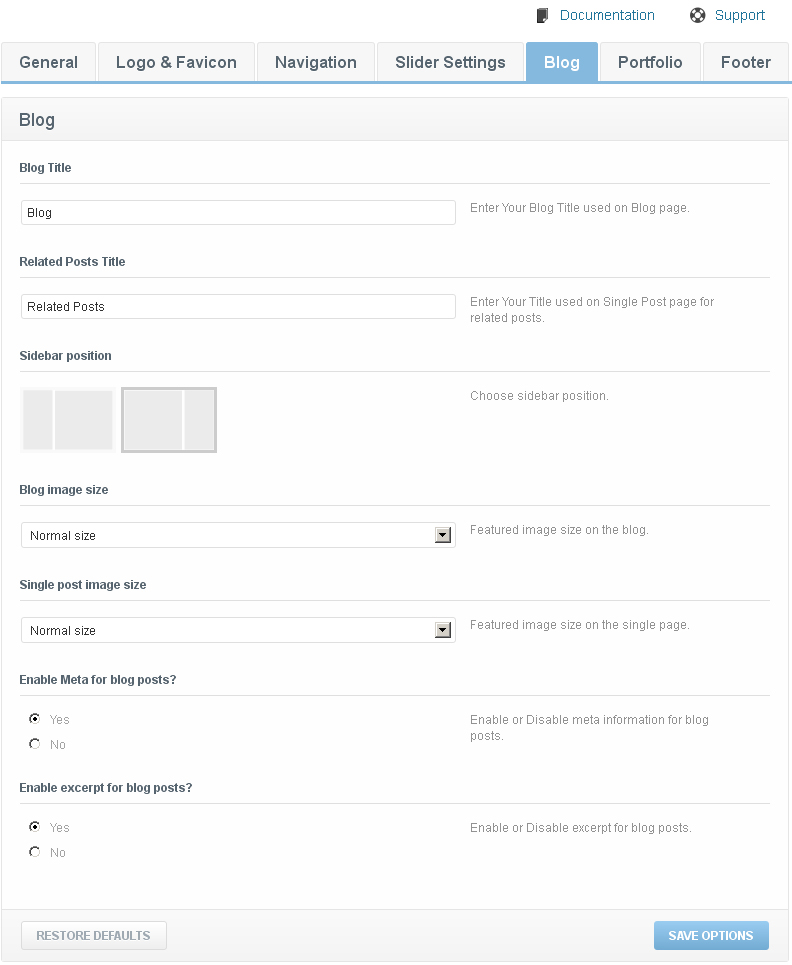 Documentation Support
General Logo & Favicon Navigation Slider Settings Blog Portfolio Footer
Blog
Blog Title
Blog Enter Your Blog Title used on Blog page.
Related Posts Title
Related Posts Enter Your Title used on Single Post page for
related posts.
Sidebar position
Choose sidebar position.
Blog image size
Normal size Featured image size on the blog.
Single post image size
Normal size Featured image size on the single page.
Enable Meta for blog posts?
Yes Enable or Disable meta information for blog
posts.
No
Enable excerpt for blog posts?
Yes Enable or Disable excerpt for blog posts.
No
RESTORE DEFAULTS SAVE OPTIONS